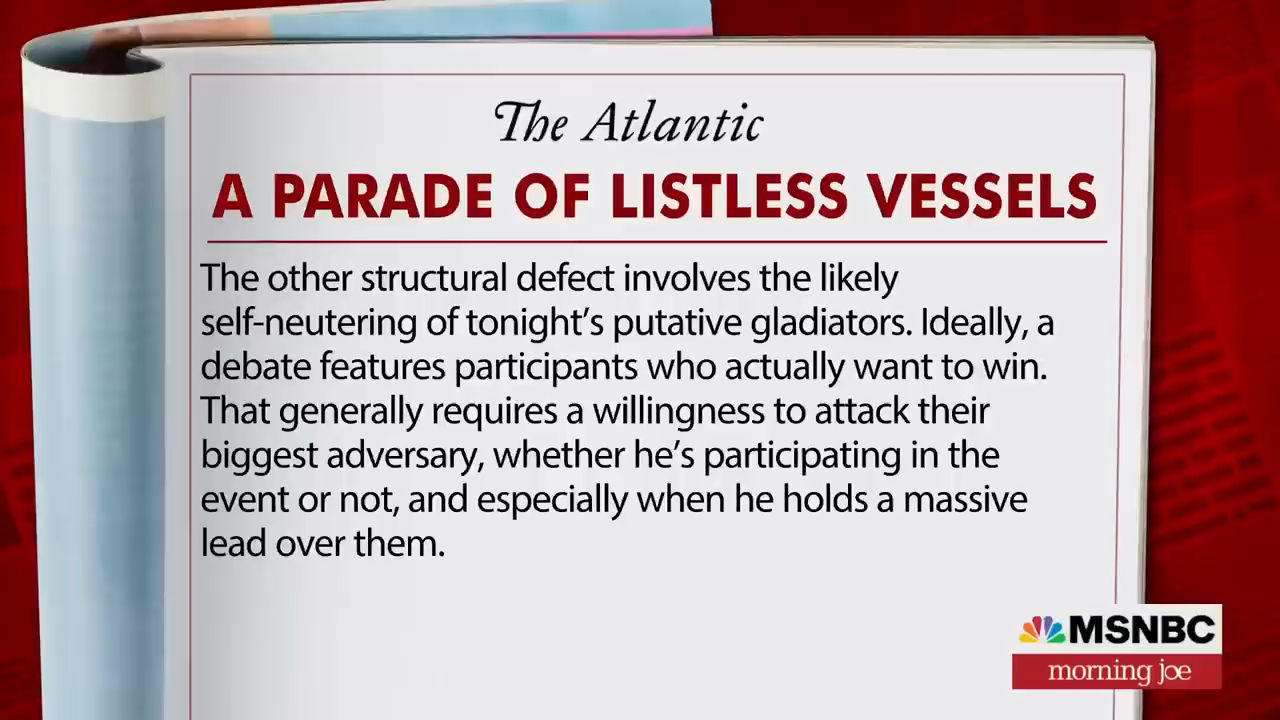 The Atlantic
A PARADE OF LISTLESS VESSELS
The other structural defect involves the likely
self-neutering of tonight's putative gladiators. Ideally, a
debate features participants who actually want to win.
That generally requires a willingness to attack their
biggest adversary, whether he's participating in the
event or not, and especially when he holds a massive
lead over them.
MSNBC
morning joe